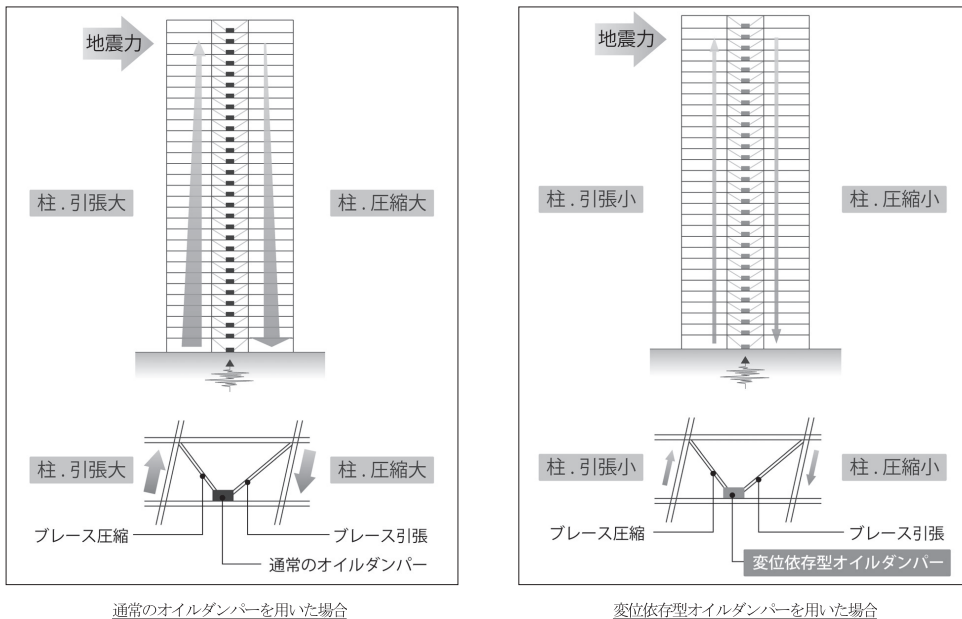 地震力
柱 . 引張大
柱 . 圧縮大
柱 . 引張大
柱 . 圧縮大
ブレース圧縮
ブレース引張
通常のオイルダンパー
通常のオイルダンパーを用いた場合
地震力
柱 . 引張小
柱 . 圧縮小
柱 . 引張小
柱 . 圧縮小
ブレース圧縮
ブレース引張
変位依存型オイルダンパー
変位依存型オイルダンパーを用いた場合